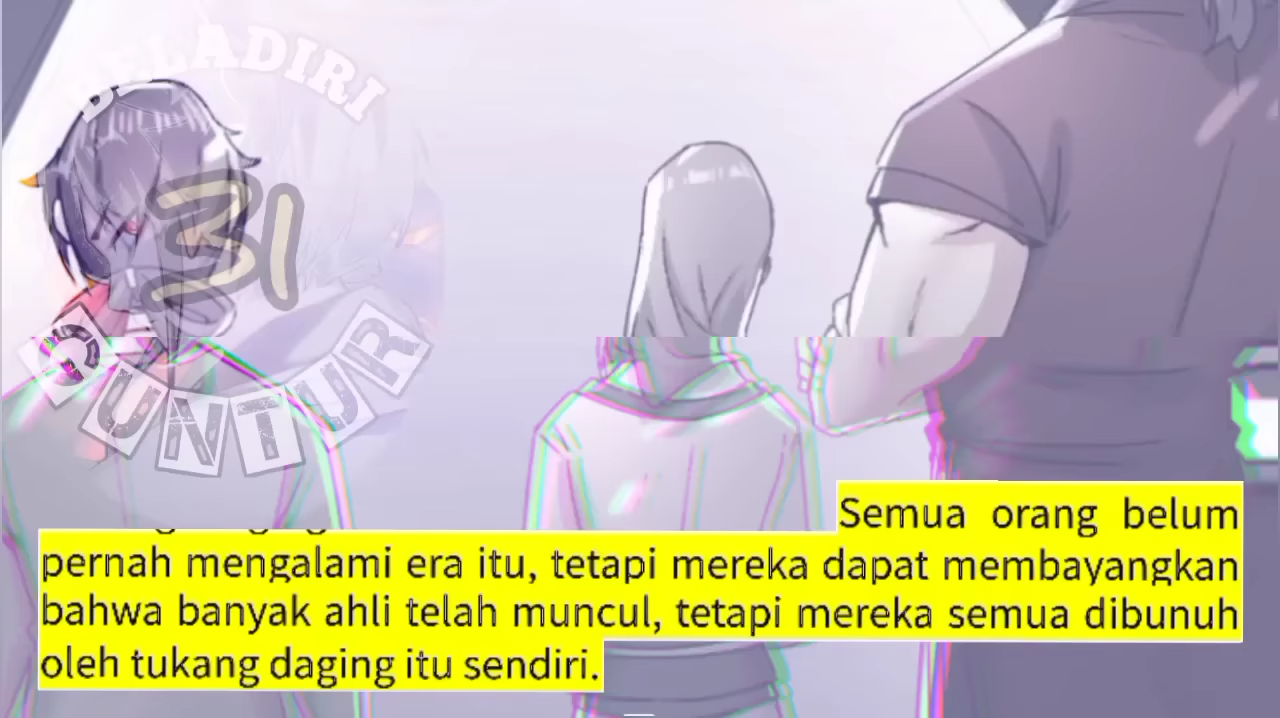 BELADIRI
31
GUNTUR
Semua orang belum
pernah mengalami era itu, tetapi mereka dapat membayangkan
bahwa banyak ahli telah muncul, tetapi mereka semua dibunuh
oleh tukang daging itu sendiri.